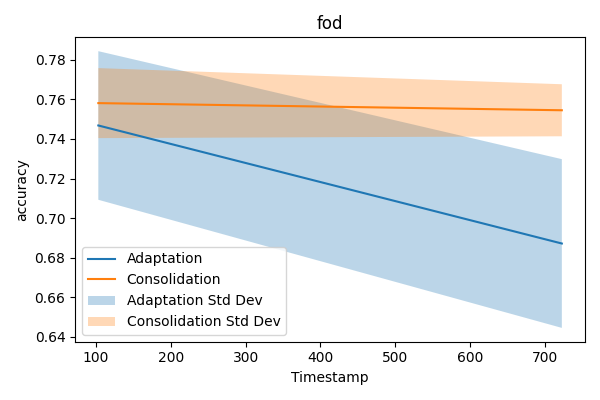 fod
accuracy
0.78
0.76
0.74
0.72
0.70
0.68
0.66
0.64
Adaptation
Consolidation
Adaptation Std Dev
Consolidation Std Dev
100 200 300 400 500 600 700
Timestamp